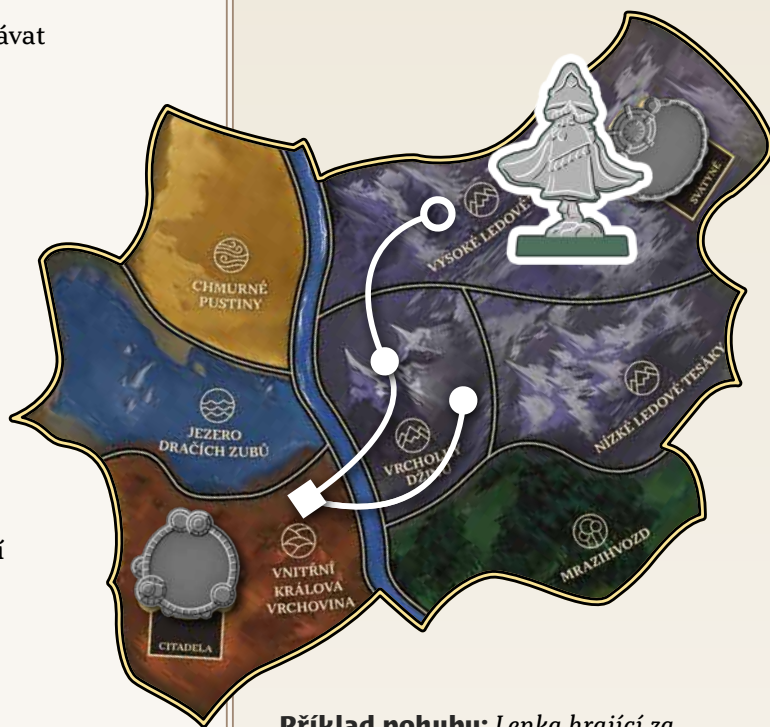 ávat
SVATYNĚ
VYSOKÉ LEDOVÉ
CHMURNÉ
PUSTINY
JEZERO
DRAČÍCH ZUBŮ
VRCHOLKY
NÍZKÉ LEDOVÉ TESÁKY
í
MRAZIHVOZD
VNITŘNÍ
KRÁLOVA
VRCHOVINA
CITADELA
Příklad pohybu: Lenka hrající za